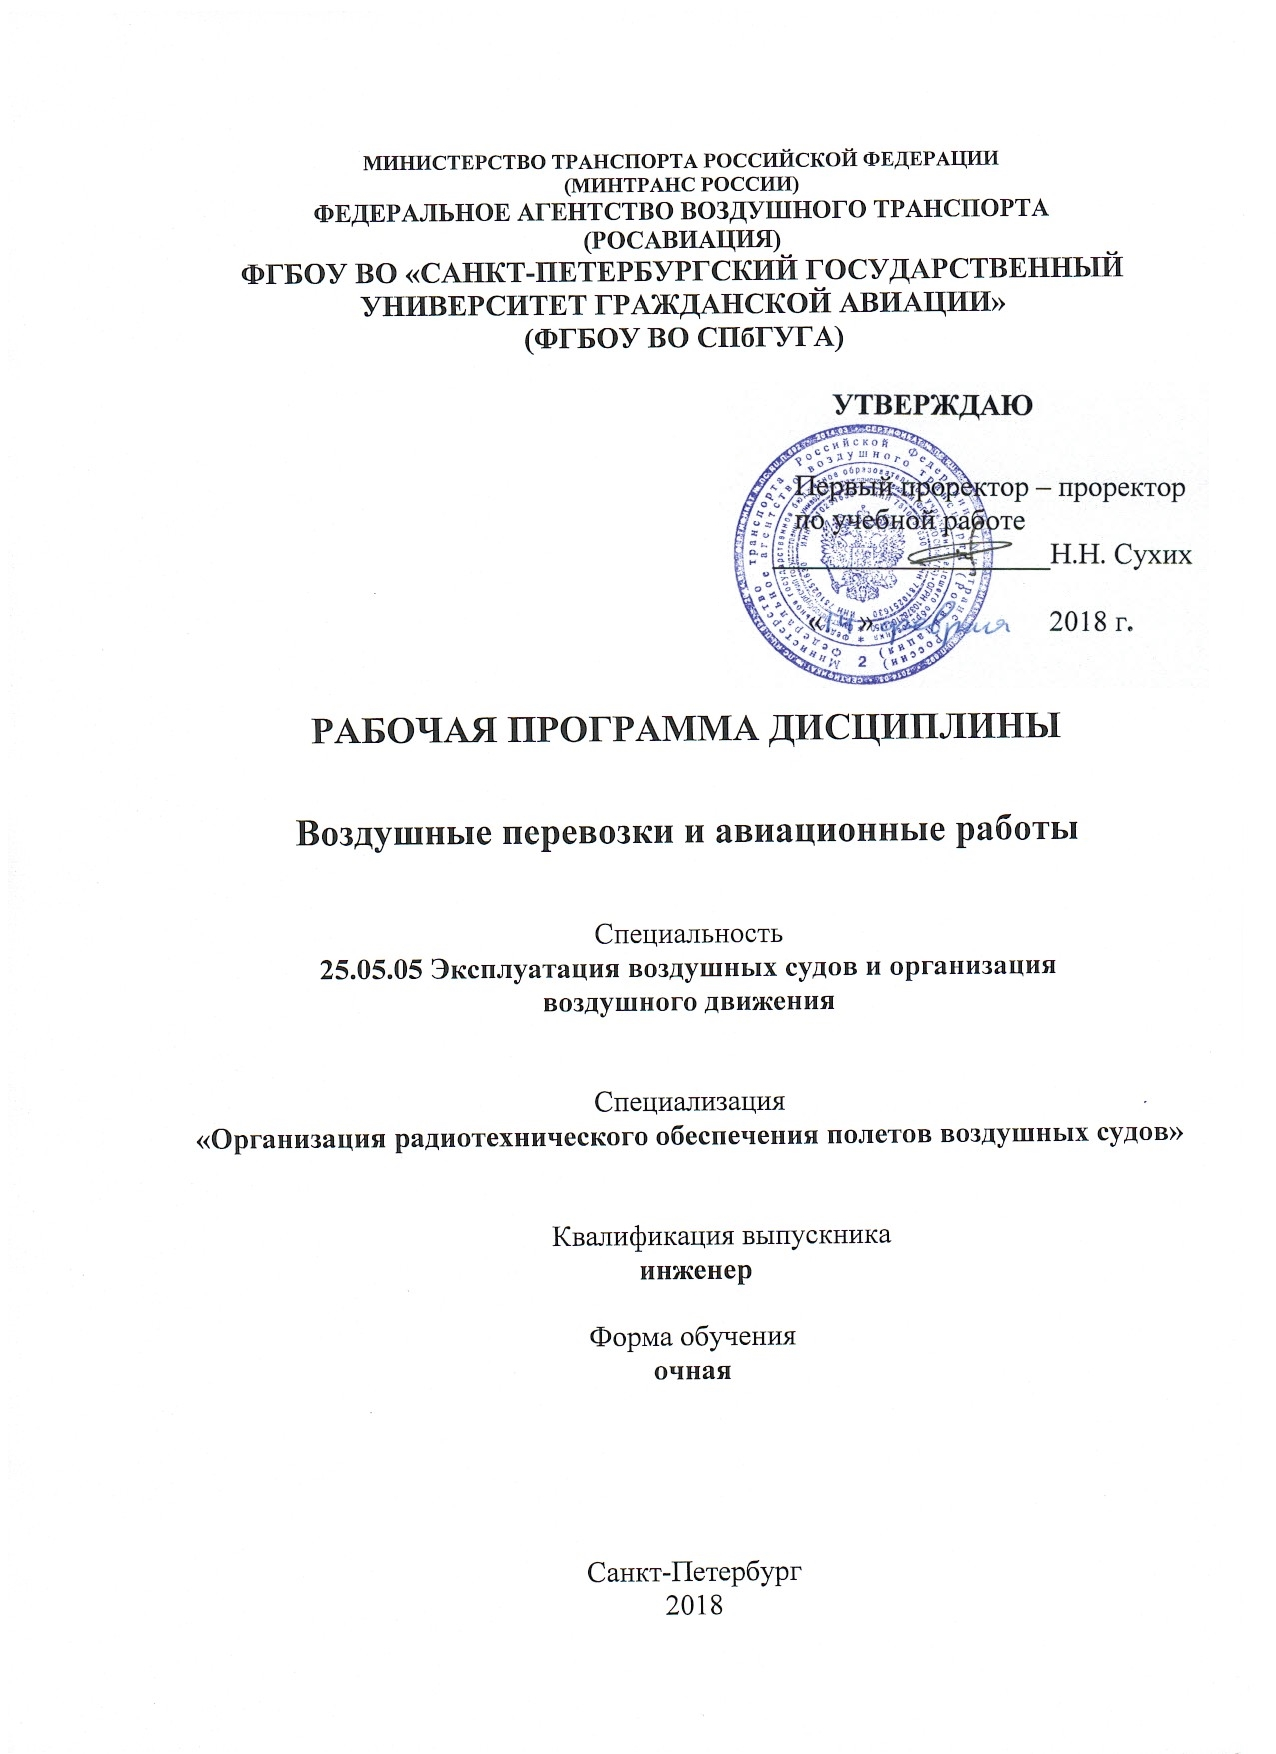 МИНИСТЕРСТВО ТРАНСПОРТА РОССИЙСКОЙ ФЕДЕРАЦИИ
(МИНТРАНС РОССИИ)
ФЕДЕРАЛЬНОЕ АГЕНТСТВО ВОЗДУШНОГО ТРАНСПОРТА
(РОСАВИАЦИЯ)
ФГБОУ ВО «САНКТ-ПЕТЕРБУРГСКИЙ ГОСУДАРСТВЕННЫЙ
УНИВЕРСИТЕТ ГРАЖДАНСКОЙ АВИАЦИИ»
(ФГБОУ ВО СПбГУГА)
УТВЕРЖДАЮ
Первый проректор – проректор
по учебной работе
Н.Н. Сухих
«14» февраля 2018 г.
РАБОЧАЯ ПРОГРАММА ДИСЦИПЛИНЫ
Воздушные перевозки и авиационные работы
Специальность
25.05.05 Эксплуатация воздушных судов и организация
воздушного движения
Специализация
«Организация радиотехнического обеспечения полетов воздушных судов»
Квалификация выпускника
инженер
Форма обучения
очная
Санкт-Петербург
2018